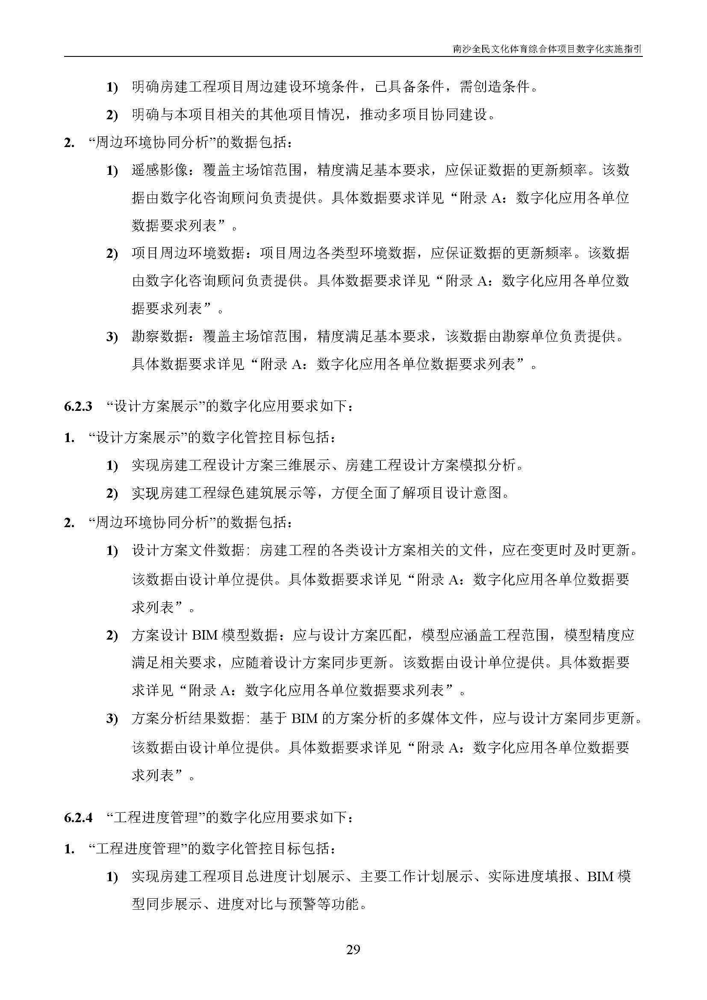 南沙全民文化体育综合体项目数字化实施指引
1) 明确房建工程项目周边建设环境条件，已具备条件，需创造条件。
2) 明确与本项目相关的其他项目情况，推动多项目协同建设。
2. “周边环境协同分析”的数据包括：
1) 遥感影像：覆盖主场馆范围，精度满足基本要求，应保证数据的更新频率。该数
据由数字化咨询顾问负责提供。具体数据要求详见“附录 A：数字化应用各单位
数据要求列表”。
2) 项目周边环境数据：项目周边各类型环境数据，应保证数据的更新频率。该数据
由数字化咨询顾问负责提供。具体数据要求详见“附录 A：数字化应用各单位数
据要求列表”。
3) 勘察数据：覆盖主场馆范围，精度满足基本要求，该数据由勘察单位负责提供。
具体数据要求详见“附录 A：数字化应用各单位数据要求列表”。
6.2.3 “设计方案展示”的数字化应用要求如下：
1. “设计方案展示”的数字化管控目标包括：
1) 实现房建工程设计方案三维展示、房建工程设计方案模拟分析。
2) 实现房建工程绿色建筑展示等，方便全面了解项目设计意图。
2. “周边环境协同分析”的数据包括：
1) 设计方案文件数据：房建工程的各类设计方案相关的文件，应在变更时及时更新。
该数据由设计单位提供。具体数据要求详见“附录 A：数字化应用各单位数据要
求列表”。
2) 方案设计 BIM 模型数据：应与设计方案匹配，模型应涵盖工程范围，模型精度应
满足相关要求，应随着设计方案同步更新。该数据由设计单位提供。具体数据要
求详见“附录 A：数字化应用各单位数据要求列表”。
3) 方案分析结果数据：基于 BIM 的方案分析的多媒体文件，应与设计方案同步更新。
该数据由设计单位提供。具体数据要求详见“附录 A：数字化应用各单位数据要
求列表”。
6.2.4 “工程进度管理”的数字化应用要求如下：
1. “工程进度管理”的数字化管控目标包括：
1) 实现房建工程项目总进度计划展示、主要工作计划展示、实际进度填报、BIM 模
型同步展示、进度对比与预警等功能。
29